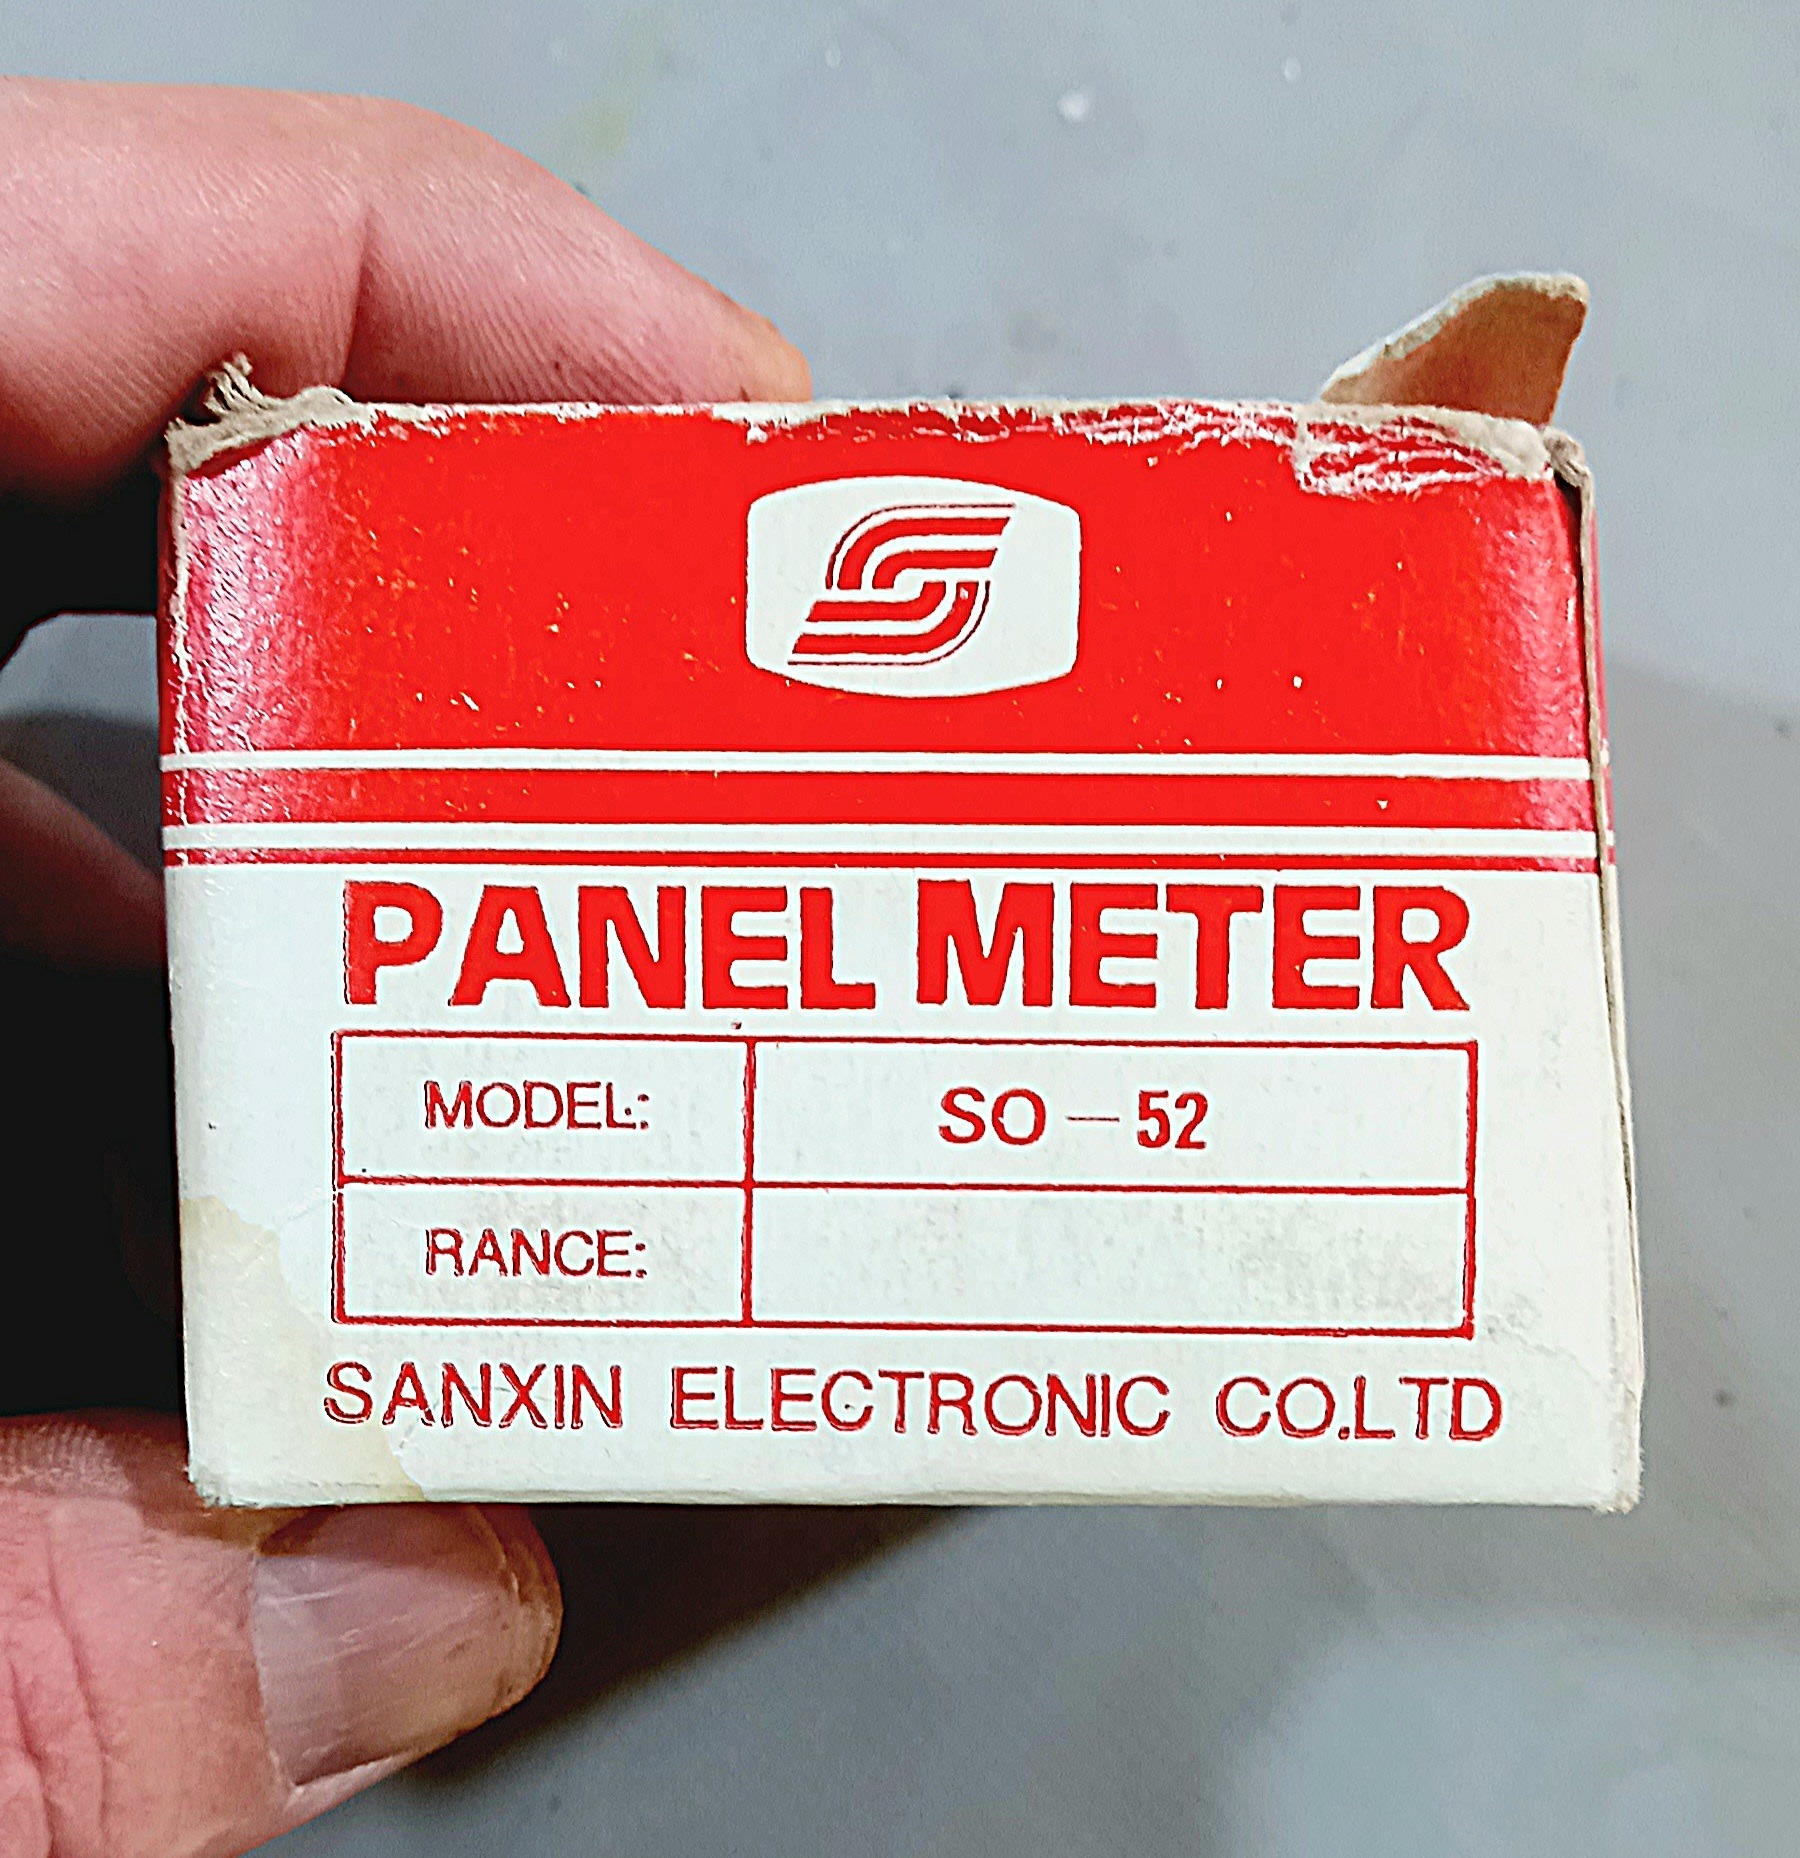 PANEL METER
MODEL: SO-52
RANCE:
SANXIN ELECTRONIC CO.LTD